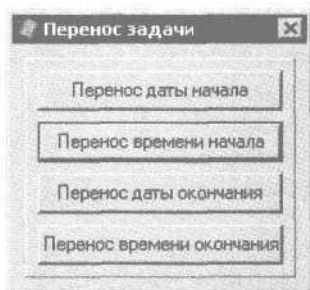 Перенос задачи
Перенос даты начала
Перенос времени начала
Перенос даты окончания
Перенос времени окончания